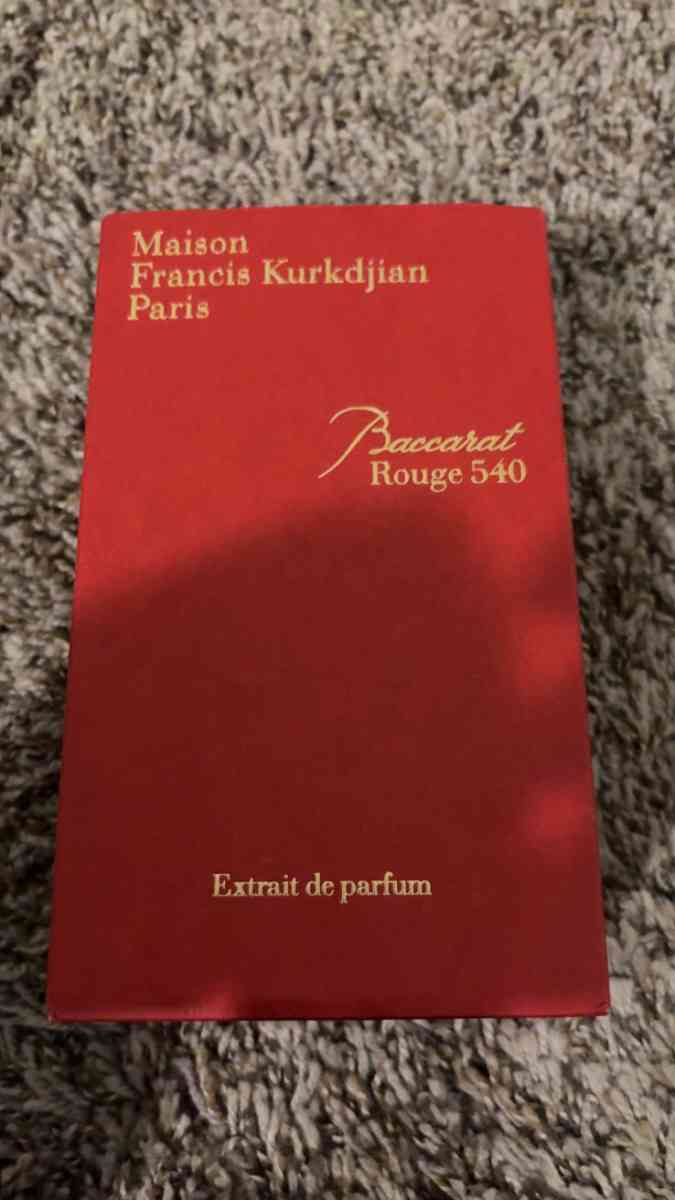 Maison
Francis Kurkdjian
Paris
Baccarat
Rouge 540
Extrait de parfum